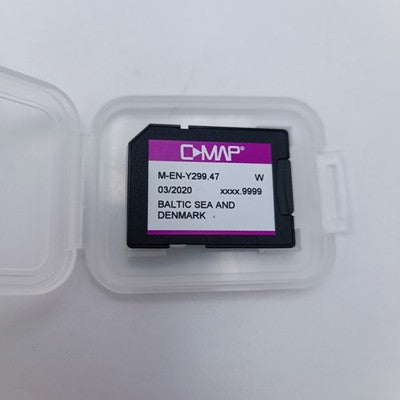 C-MAP®
M-EN-Y299.47 W
03/2020 xxxx.9999
BALTIC SEA AND
DENMARK